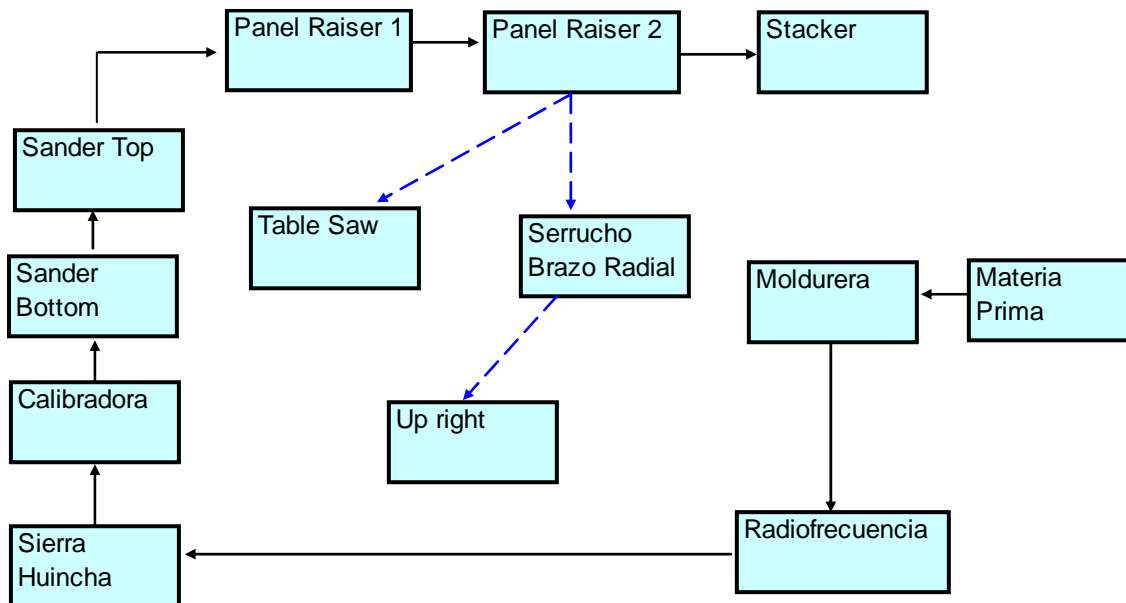 Panel Raiser 1
Panel Raiser 2
Stacker
Sander Top
Table Saw
Serrucho
Brazo Radial
Sander
Bottom
Moldurera
Materia
Prima
Calibradora
Up right
Radiofrecuencia
Sierra
Huincha